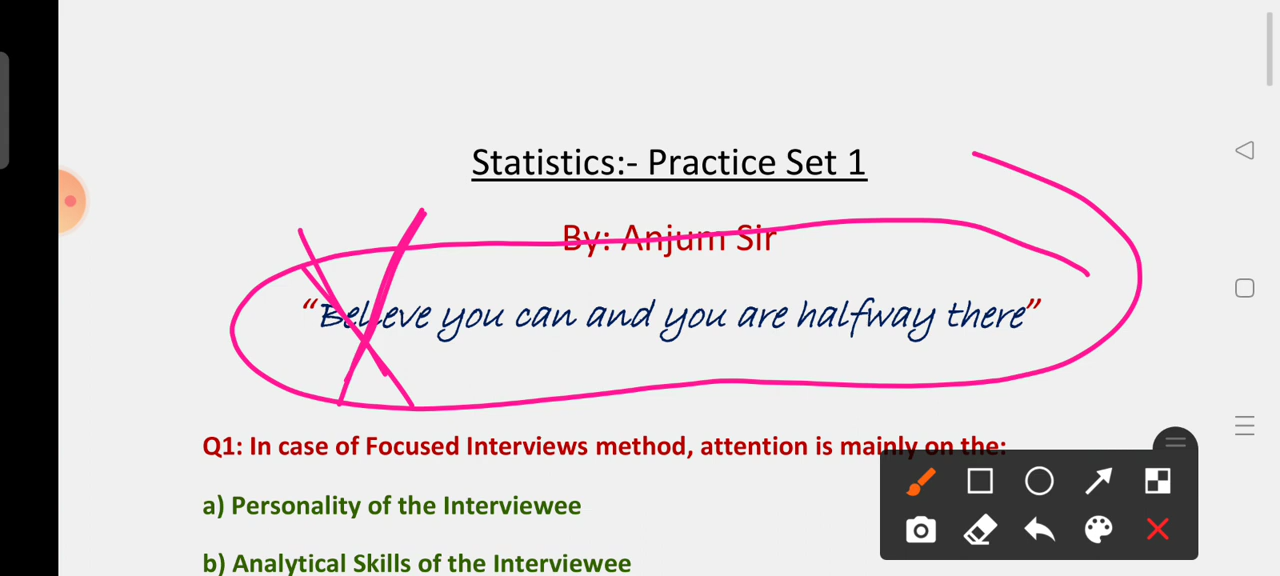 Statistics:- Practice Set 1
By: Anjum Sir
“Believe you can and you are halfway there”
Q1: In case of Focused Interviews method, attention is mainly on the:
a) Personality of the Interviewee
b) Analytical Skills of the Interviewee